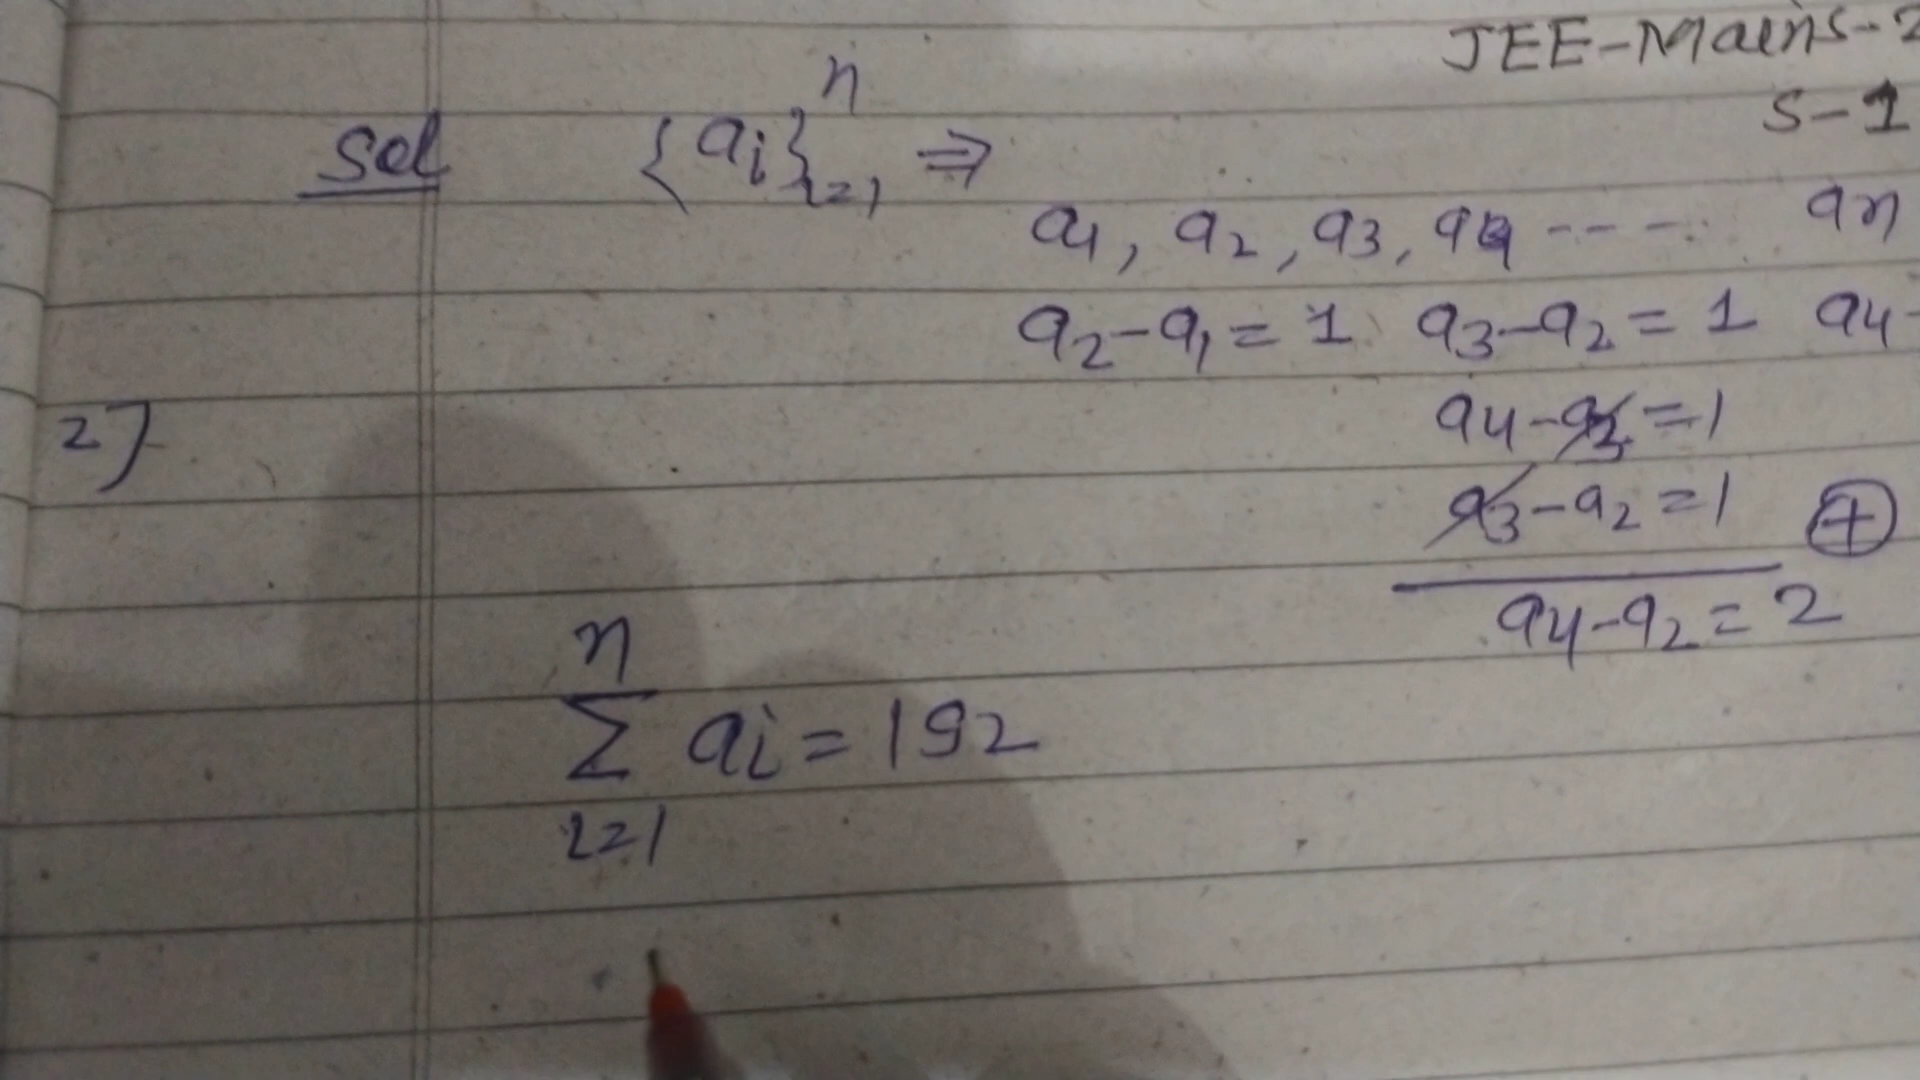 JEE-Mains-2
S-1
Sol {ai}ⁿi=1 ⇒
a1, a2, a3, a4 ---- an
a2-a1=1 a3-a2=1 a4-
a4-a3=1
2)
a3-a2=1 ⊕
a4-a2=2
n
Σ ai=192
i=1